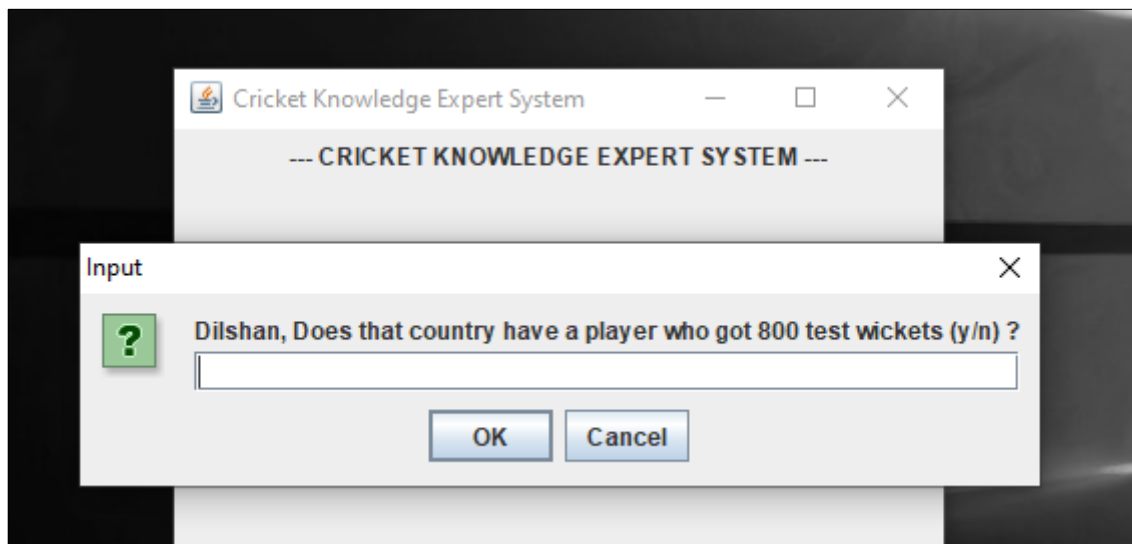 Cricket Knowledge Expert System
--- CRICKET KNOWLEDGE EXPERT SYSTEM ---
Input
?
Dilshan, Does that country have a player who got 800 test wickets (y/n) ?
OK Cancel